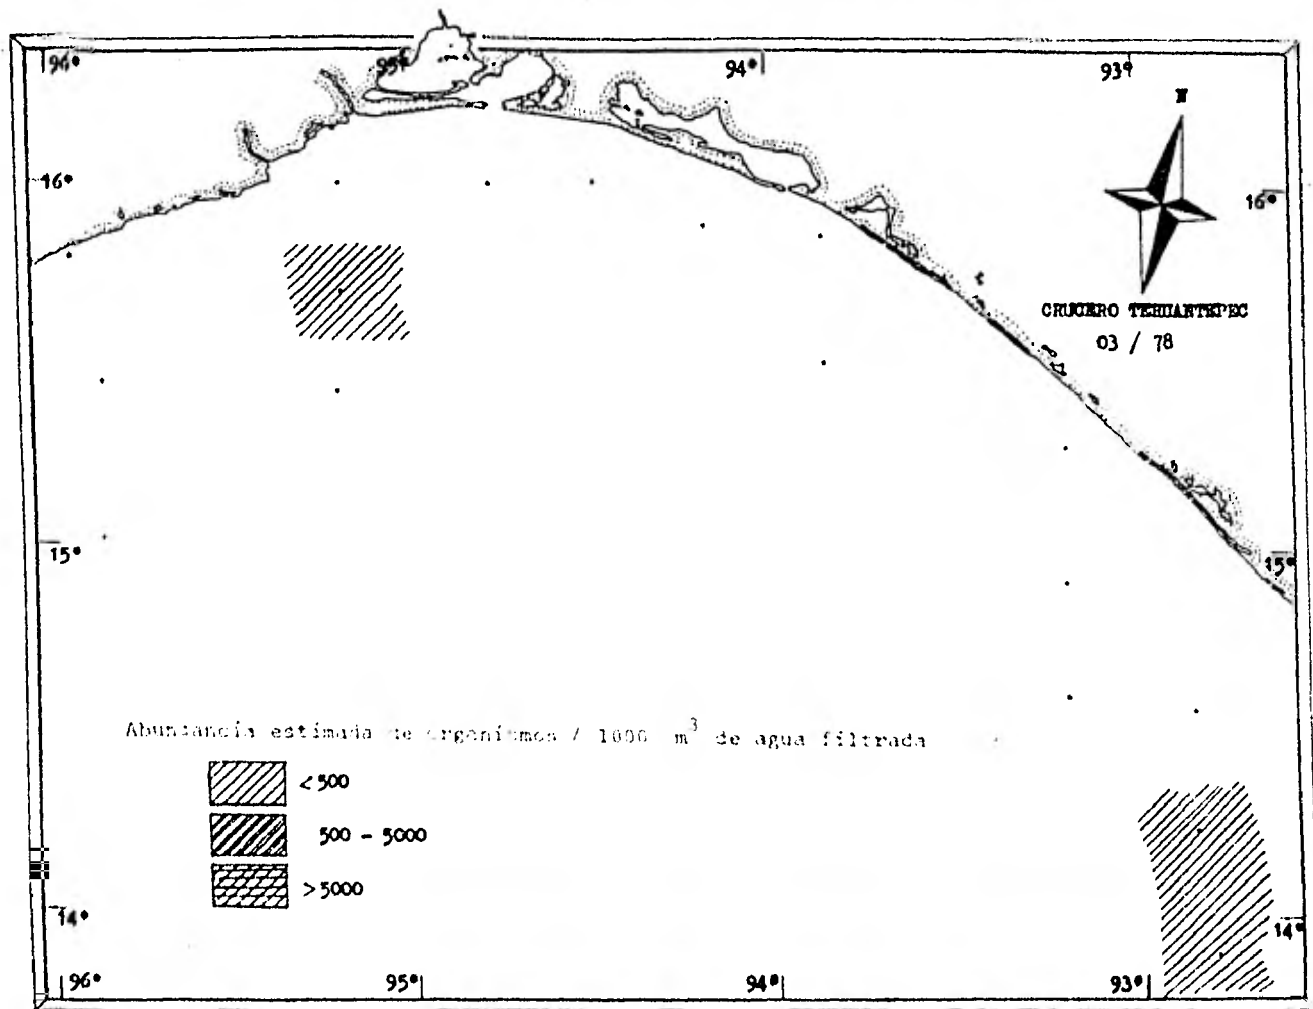 96° 95° 94° 93°
N
16° 16°
CRUCERO TEHUANTEPEC
03 / 78
15° 15°
Abundancia estimada de organismos / 1000 m³ de agua filtrada
< 500
500 - 5000
> 5000
14° 14°
96° 95° 94° 93°